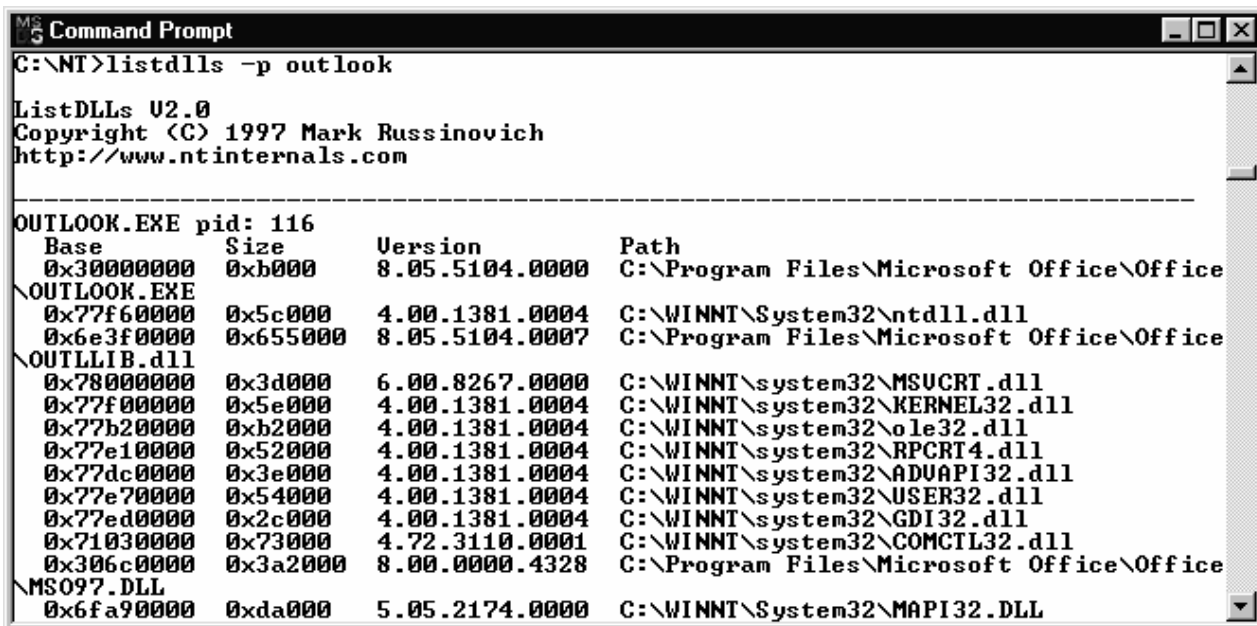 Command Prompt
C:\NT>listdlls -p outlook
ListDLLs V2.0
Copyright (C) 1997 Mark Russinovich
http://www.ntinternals.com
------------------------------------------------------------------------------
OUTLOOK.EXE pid: 116
  Base        Size      Version         Path
  0x30000000  0xb000    8.05.5104.0000  C:\Program Files\Microsoft Office\Office
\OUTLOOK.EXE
  0x77f60000  0x5c000   4.00.1381.0004  C:\WINNT\System32\ntdll.dll
  0x6e3f0000  0x655000  8.05.5104.0007  C:\Program Files\Microsoft Office\Office
\OUTLLIB.dll
  0x78000000  0x3d000   6.00.8267.0000  C:\WINNT\system32\MSVCRT.dll
  0x77f00000  0x5e000   4.00.1381.0004  C:\WINNT\system32\KERNEL32.dll
  0x77b20000  0xb2000   4.00.1381.0004  C:\WINNT\system32\ole32.dll
  0x77e10000  0x52000   4.00.1381.0004  C:\WINNT\system32\RPCRT4.dll
  0x77dc0000  0x3e000   4.00.1381.0004  C:\WINNT\system32\ADVAPI32.dll
  0x77e70000  0x54000   4.00.1381.0004  C:\WINNT\system32\USER32.dll
  0x77ed0000  0x2c000   4.00.1381.0004  C:\WINNT\system32\GDI32.dll
  0x71030000  0x73000   4.72.3110.0001  C:\WINNT\system32\COMCTL32.dll
  0x306c0000  0x3a2000  8.00.0000.4328  C:\Program Files\Microsoft Office\Office
\MSO97.DLL
  0x6fa90000  0xda000   5.05.2174.0000  C:\WINNT\System32\MAPI32.DLL